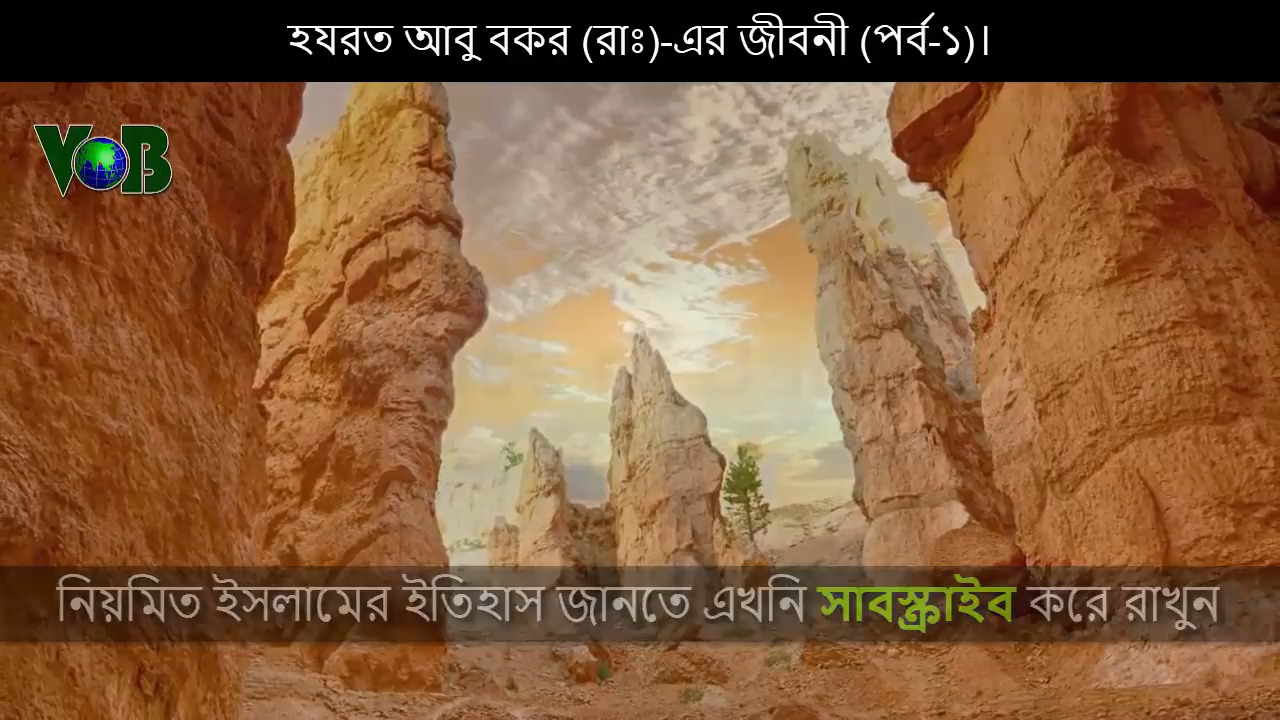 হযরত আবু বকর (রাঃ)-এর জীবনী (পর্ব-১)।
VOB
নিয়মিত ইসলামের ইতিহাস জানতে এখনি সাবস্ক্রাইব করে রাখুন